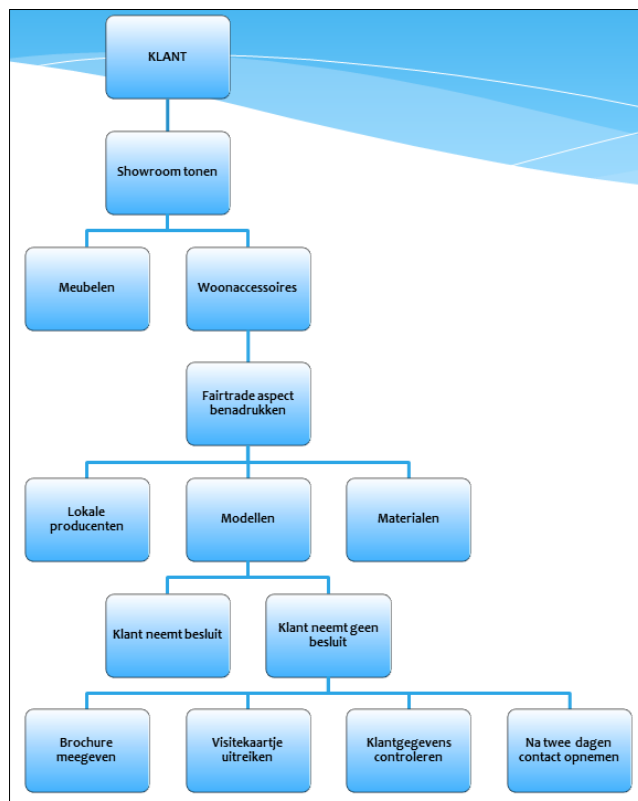 KLANT
Showroom tonen
Meubelen
Woonaccessoires
Fairtrade aspect
benadrukken
Lokale
producenten
Modellen
Materialen
Klant neemt besluit
Klant neemt geen
besluit
Brochure
meegeven
Visitekaartje
uitreiken
Klantgegevens
controleren
Na twee dagen
contact opnemen